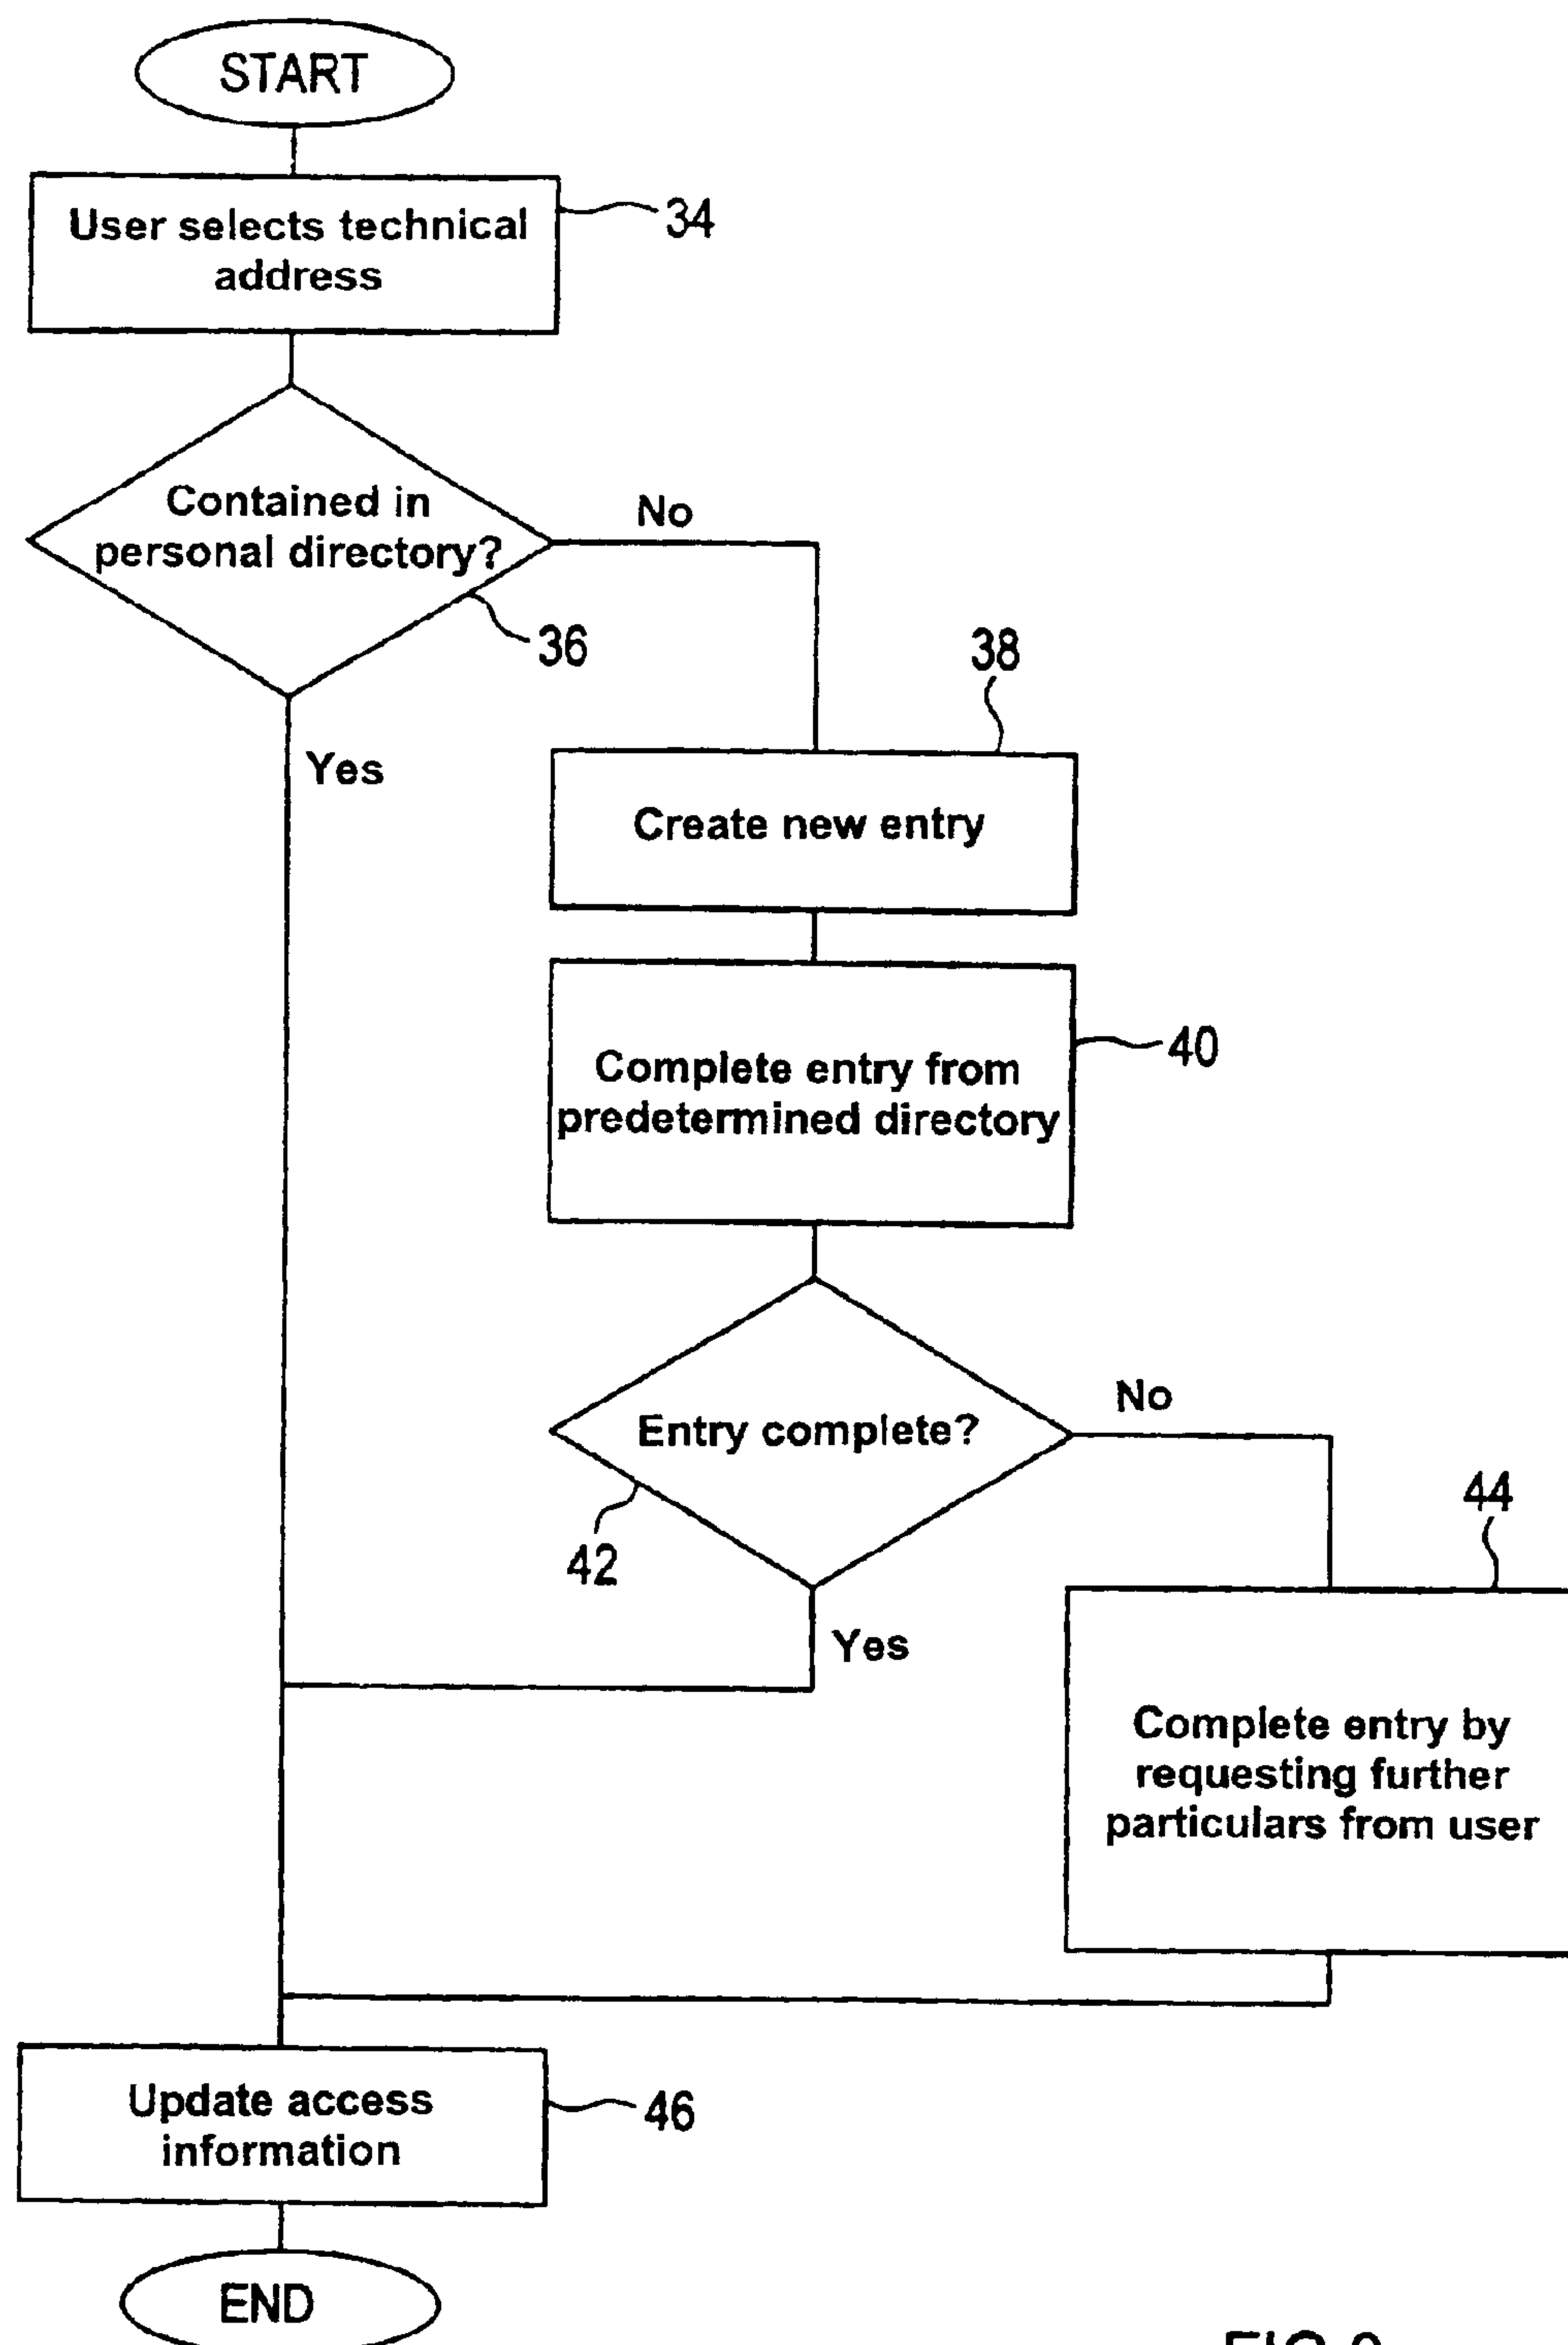 START
User selects technical
address
34
Contained in
personal directory?
No
36
38
Yes
Create new entry
Complete entry from
predetermined directory
40
Entry complete?
No
42
44
Yes
Complete entry by
requesting further
particulars from user
Update access
information
46
END